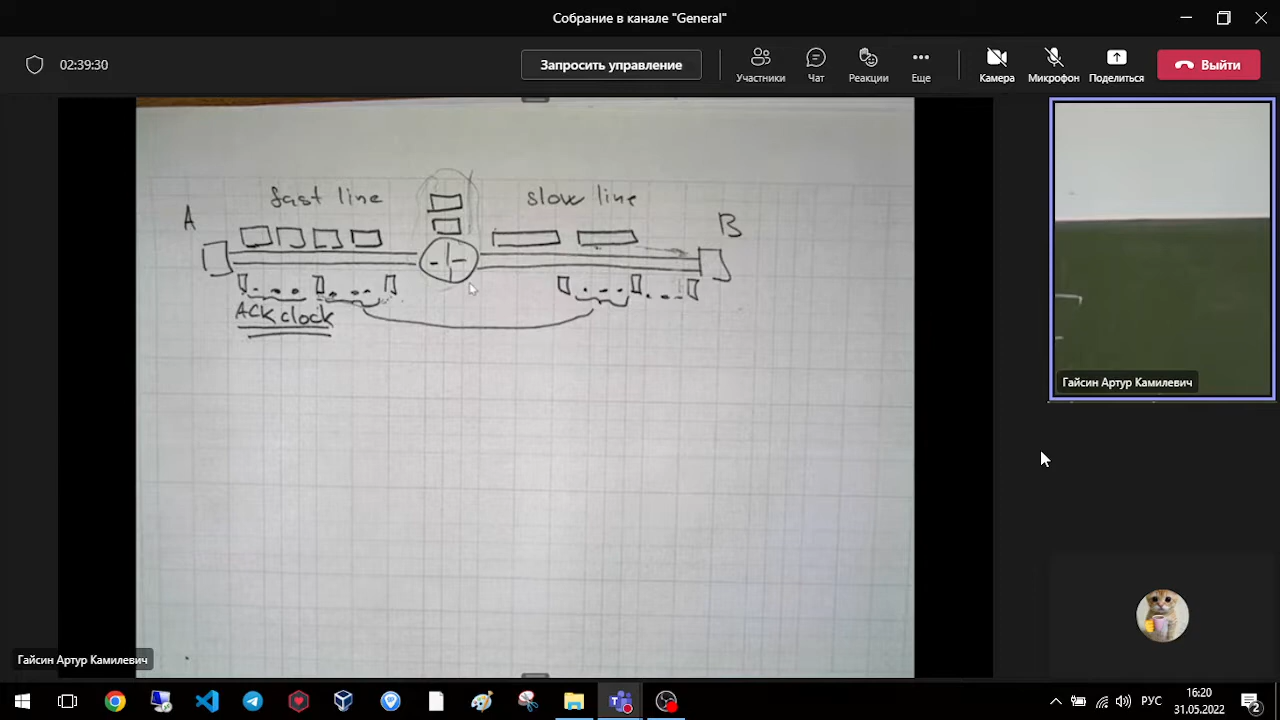 Собрание в канале "General"
02:39:30
Запросить управление
Участники
Чат
Реакции
Еще
Камера
Микрофон
Поделиться
Выйти
fast line
slow line
A
B
ACK clock
Гайсин Артур Камилевич
Гайсин Артур Камилевич
РУС
16:20
31.05.2022
2